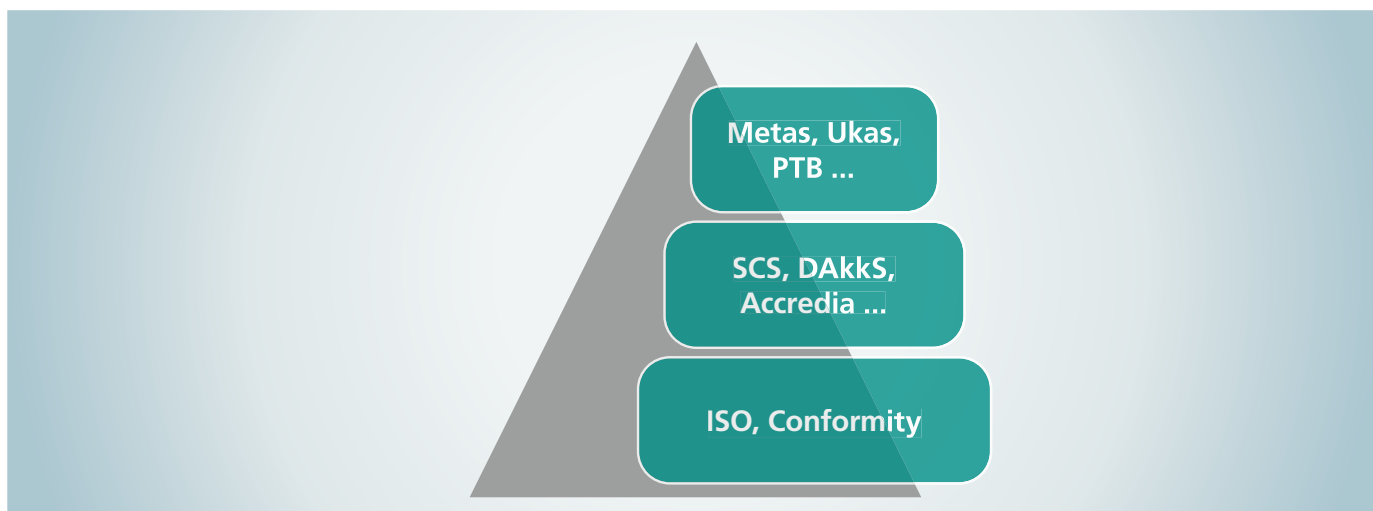 Metas, Ukas,
PTB ...
SCS, DAkkS,
Accredia ...
ISO, Conformity